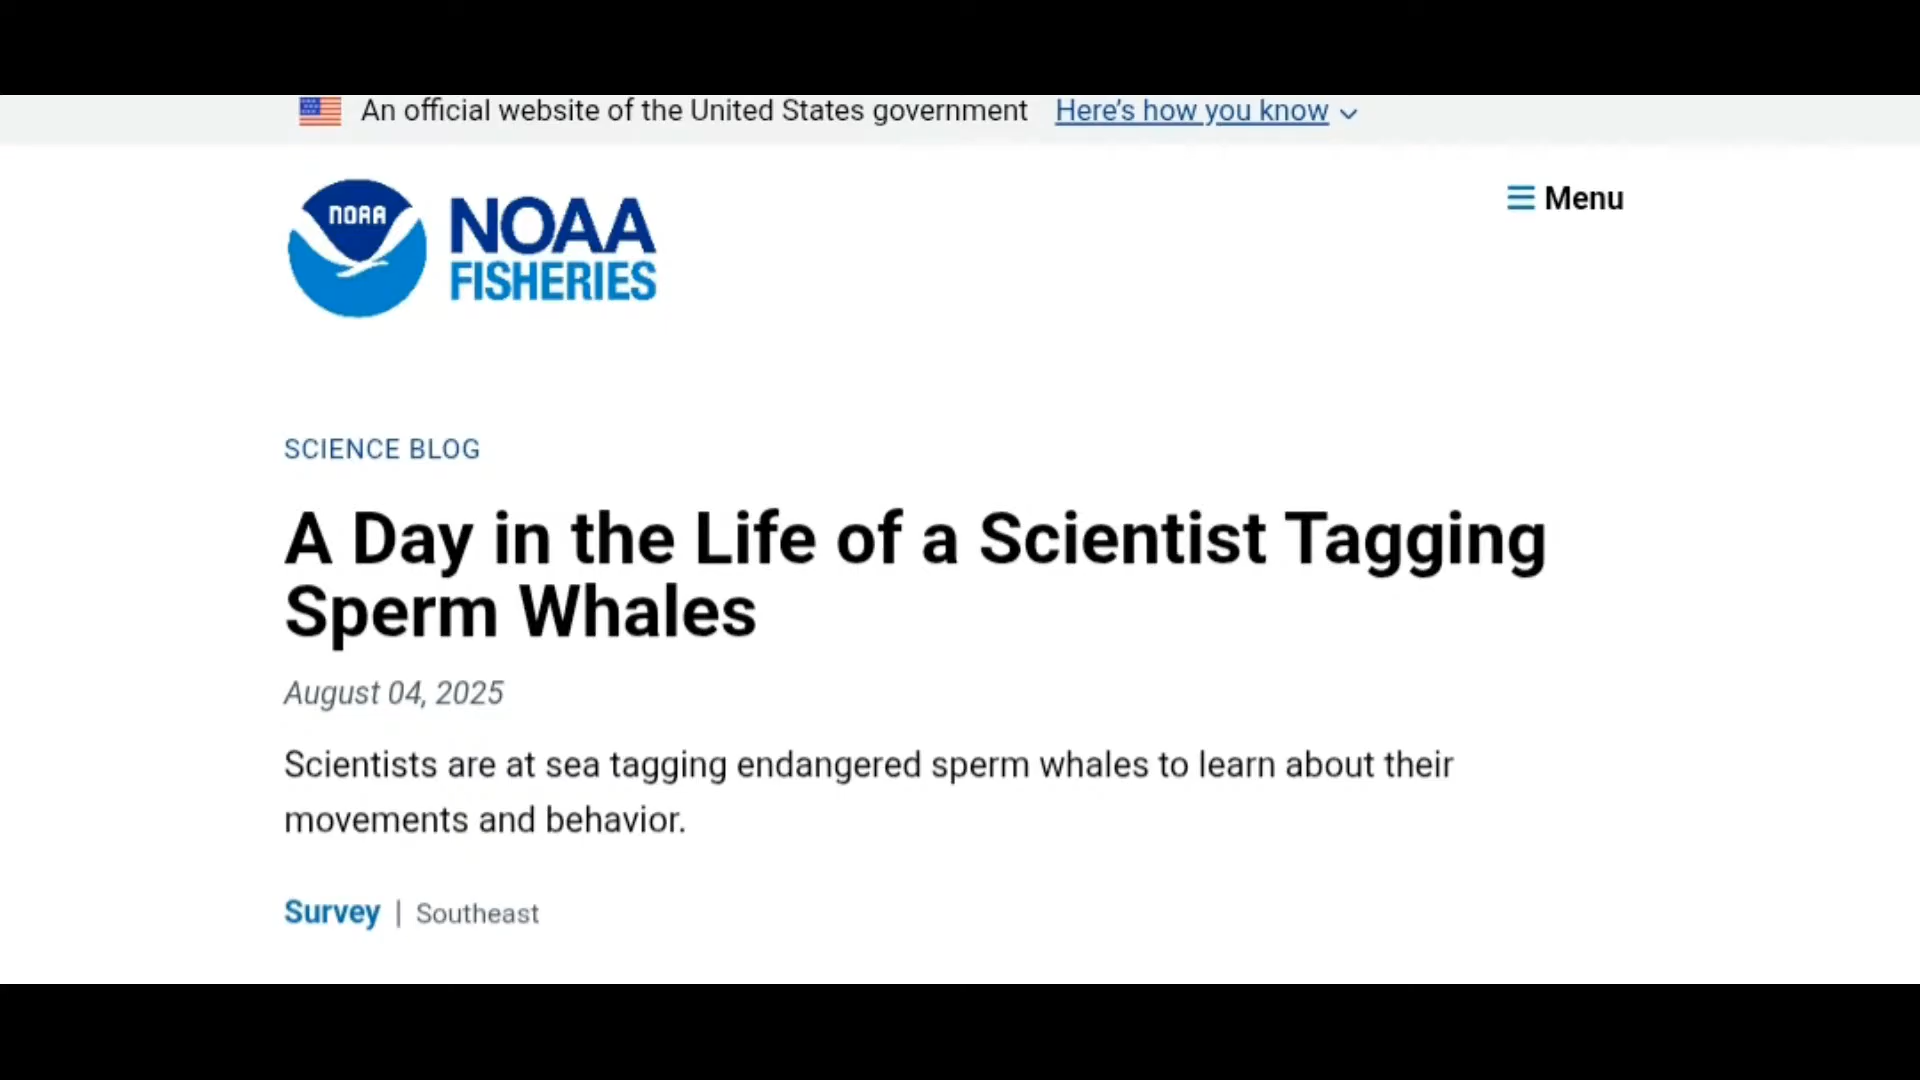 An official website of the United States government Here's how you know
NOAA
NOAA
FISHERIES
Menu
SCIENCE BLOG
A Day in the Life of a Scientist Tagging
Sperm Whales
August 04, 2025
Scientists are at sea tagging endangered sperm whales to learn about their
movements and behavior.
Survey | Southeast